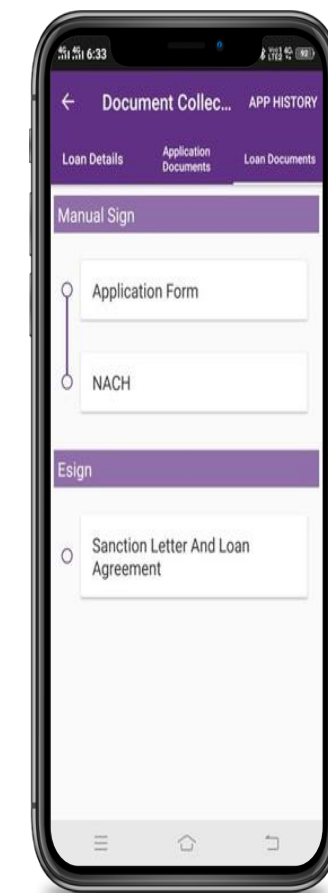 6:33
Document Collec... APP HISTORY
Loan Details Application Documents Loan Documents
Manual Sign
Application Form
NACH
Esign
Sanction Letter And Loan
Agreement